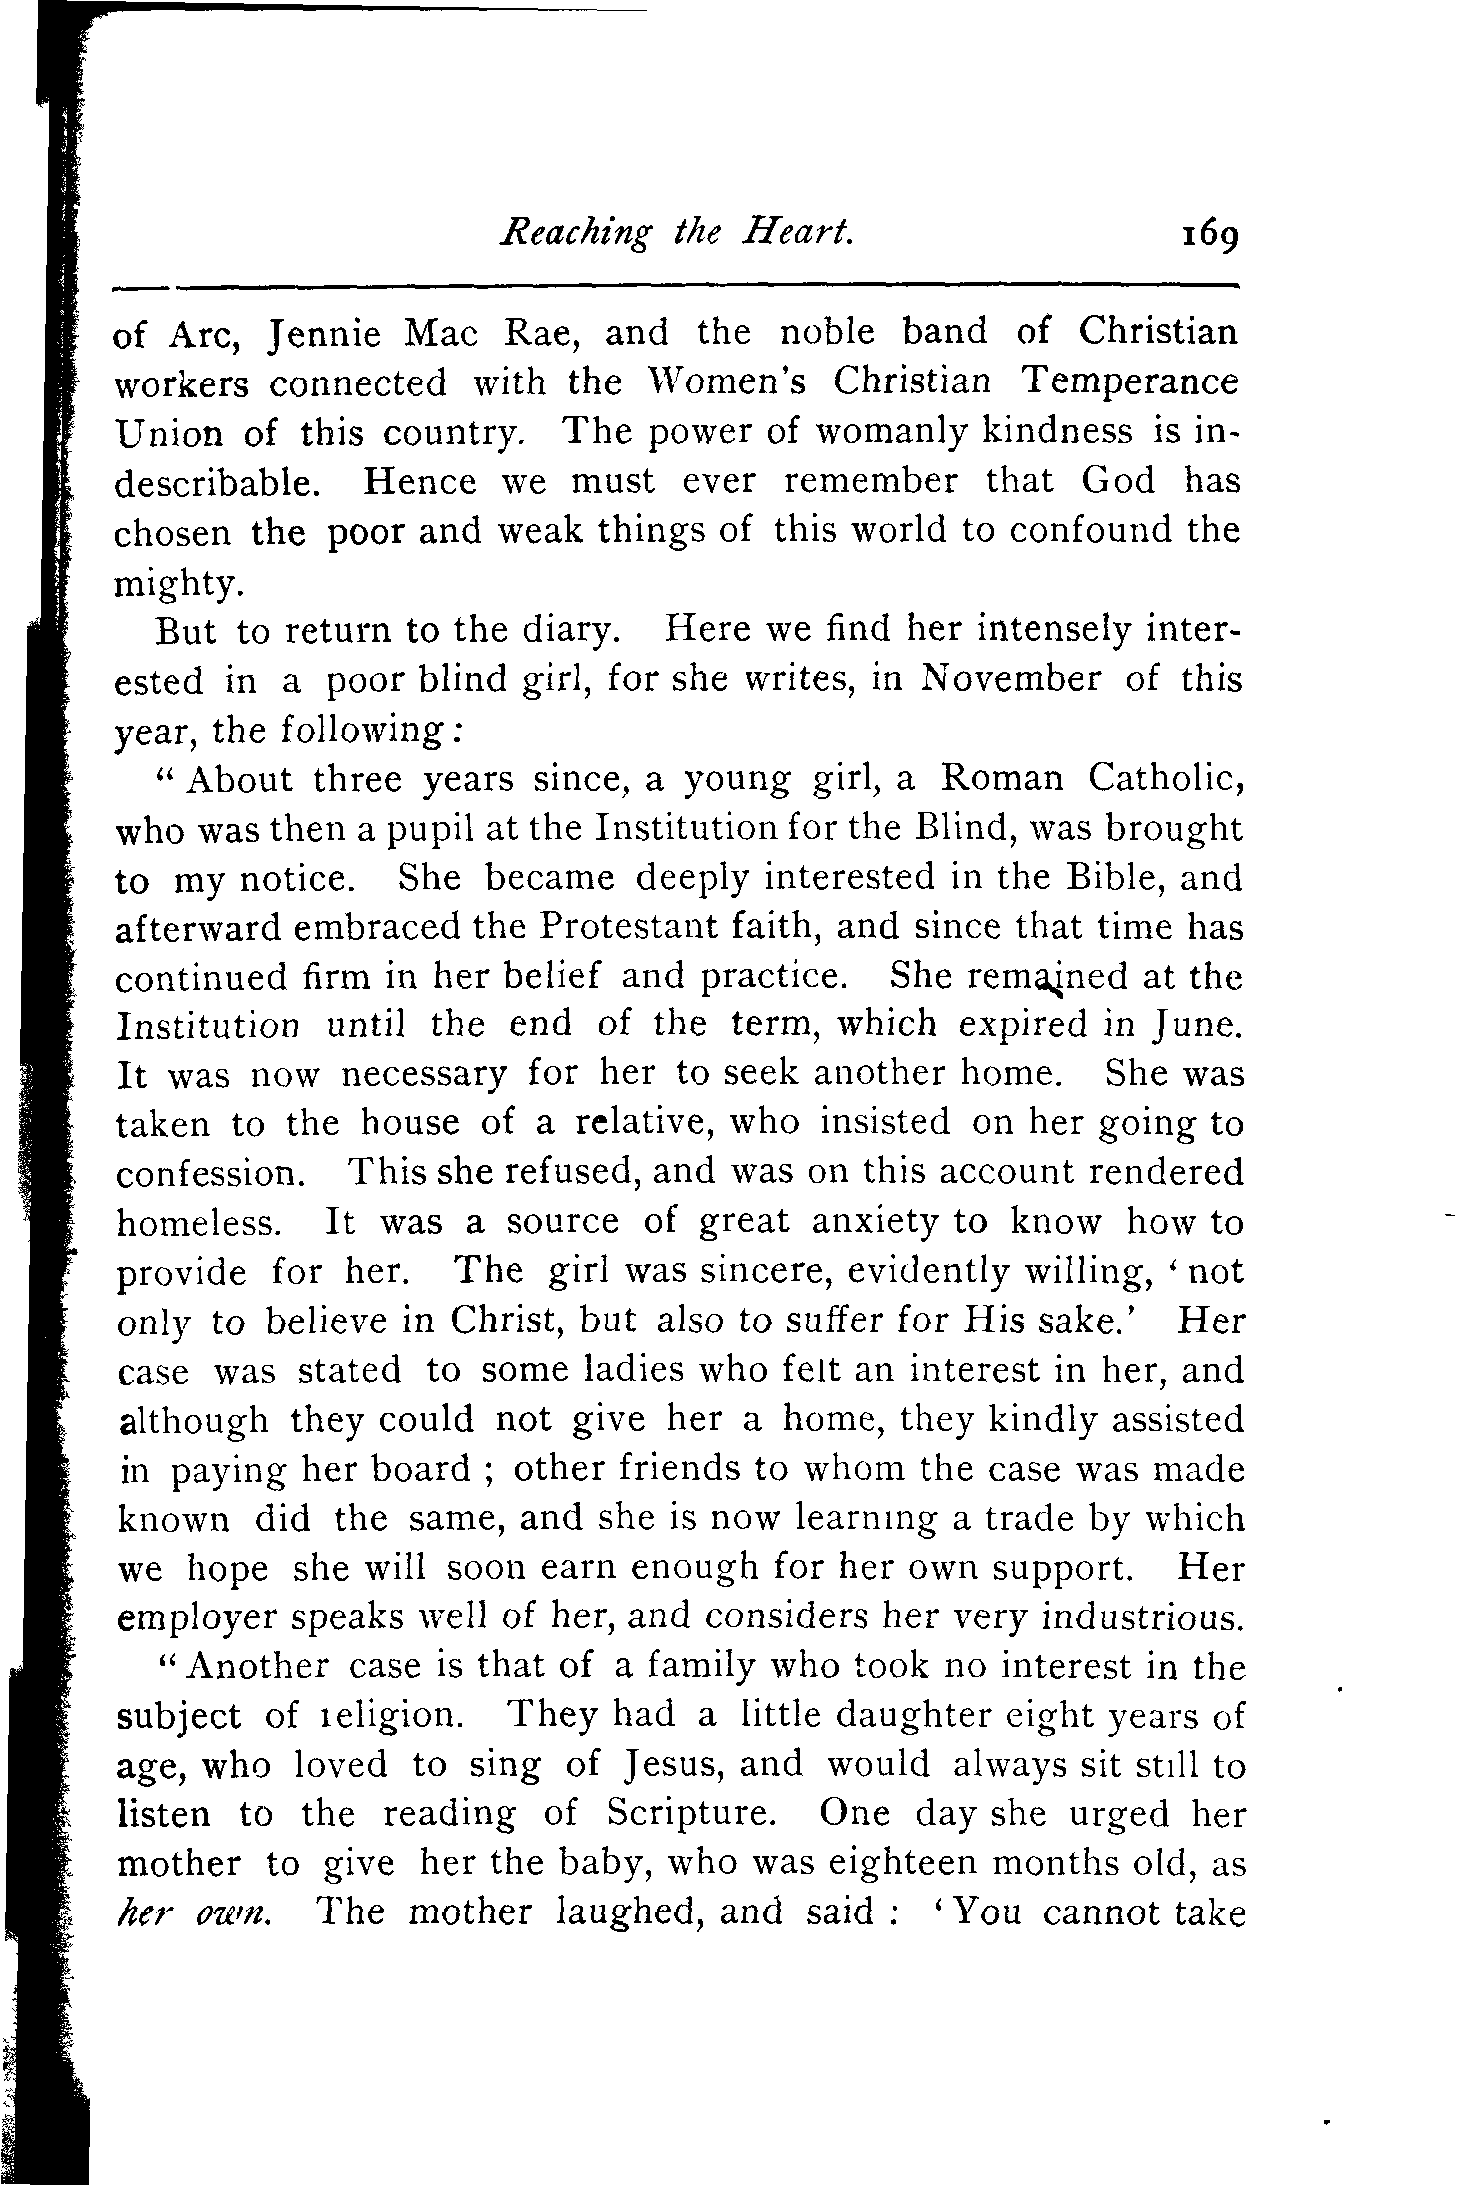 Reaching the Heart. 169
of Arc, Jennie Mac Rae, and the noble band of Christian
workers connected with the Women's Christian Temperance
Union of this country. The power of womanly kindness is in-
describable. Hence we must ever remember that God has
chosen the poor and weak things of this world to confound the
mighty.
But to return to the diary. Here we find her intensely inter-
ested in a poor blind girl, for she writes, in November of this
year, the following :
“ About three years since, a young girl, a Roman Catholic,
who was then a pupil at the Institution for the Blind, was brought
to my notice. She became deeply interested in the Bible, and
afterward embraced the Protestant faith, and since that time has
continued firm in her belief and practice. She remained at the
Institution until the end of the term, which expired in June.
It was now necessary for her to seek another home. She was
taken to the house of a relative, who insisted on her going to
confession. This she refused, and was on this account rendered
homeless. It was a source of great anxiety to know how to
provide for her. The girl was sincere, evidently willing, ‘ not
only to believe in Christ, but also to suffer for His sake.’ Her
case was stated to some ladies who felt an interest in her, and
although they could not give her a home, they kindly assisted
in paying her board ; other friends to whom the case was made
known did the same, and she is now learning a trade by which
we hope she will soon earn enough for her own support. Her
employer speaks well of her, and considers her very industrious.
“ Another case is that of a family who took no interest in the
subject of religion. They had a little daughter eight years of
age, who loved to sing of Jesus, and would always sit still to
listen to the reading of Scripture. One day she urged her
mother to give her the baby, who was eighteen months old, as
her own. The mother laughed, and said : ‘ You cannot take